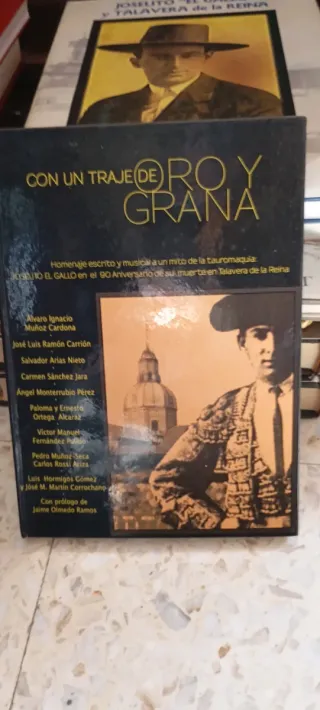 JOSELITO "EL GALLO"
y TALAVERA de la REINA
CON UN TRAJE DE ORO Y
GRANA
Homenaje escrito y musical a un mito de la tauromaquia:
JOSELITO EL GALLO en el 90 Aniversario de su muerte en Talavera de la Reina
Álvaro Ignacio
Muñoz Cardona
José Luis Ramón Carrión
Salvador Arias Nieto
Carmen Sánchez Jara
Ángel Monterrubio Pérez
Paloma y Ernesto
Ortega Alcaraz
Víctor Manuel
Fernández
Pedro Muñoz-Seca
Carlos Rossi Ariza
Luis Hormigós Gómez
y José M. Martín Corrochano
Con prólogo de
Jaime Olmedo Ramos